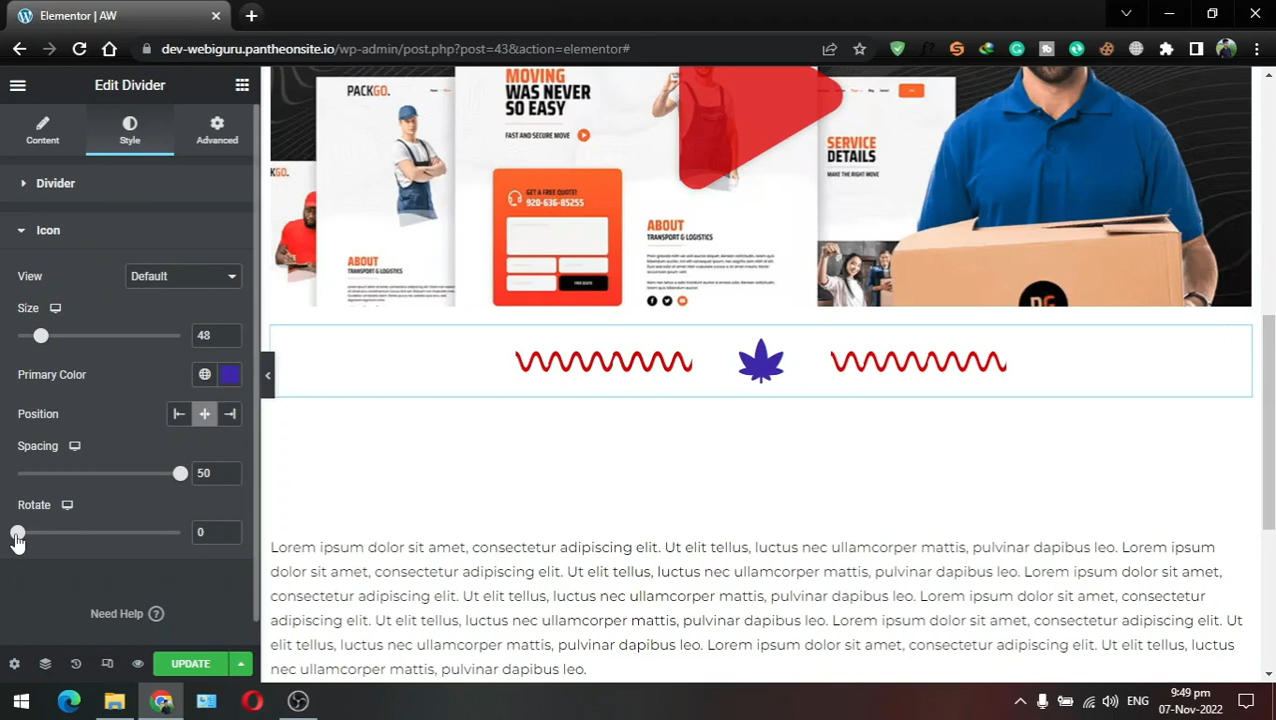 Elementor | AW
dev-webiguru.pantheonsite.io/wp-admin/post.php?post=43&action=elementor#
Edit Divider
Content
Style
Advanced
Divider
Icon
Default
Size
48
Primary Color
Position
Spacing
50
Rotate
0
Need Help
UPDATE
PACKGO.
MOVING
WAS NEVER
SO EASY
FAST AND SECURE MOVE
KGO.
GET A FREE QUOTE!
920-636-85255
ABOUT
TRANSPORT & LOGISTICS
ABOUT
TRANSPORT & LOGISTICS
SERVICE
DETAILS
MAKE THE RIGHT MOVE
DG
Lorem ipsum dolor sit amet, consectetur adipiscing elit. Ut elit tellus, luctus nec ullamcorper mattis, pulvinar dapibus leo. Lorem ipsum
dolor sit amet, consectetur adipiscing elit. Ut elit tellus, luctus nec ullamcorper mattis, pulvinar dapibus leo. Lorem ipsum dolor sit amet,
consectetur adipiscing elit. Ut elit tellus, luctus nec ullamcorper mattis, pulvinar dapibus leo. Lorem ipsum dolor sit amet, consectetur
adipiscing elit. Ut elit tellus, luctus nec ullamcorper mattis, pulvinar dapibus leo. Lorem ipsum dolor sit amet, consectetur adipiscing elit. Ut
elit tellus, luctus nec ullamcorper mattis, pulvinar dapibus leo. Lorem ipsum dolor sit amet, consectetur adipiscing elit. Ut elit tellus, luctus
nec ullamcorper mattis, pulvinar dapibus leo.
ENG
9:49 pm
07-Nov-2022